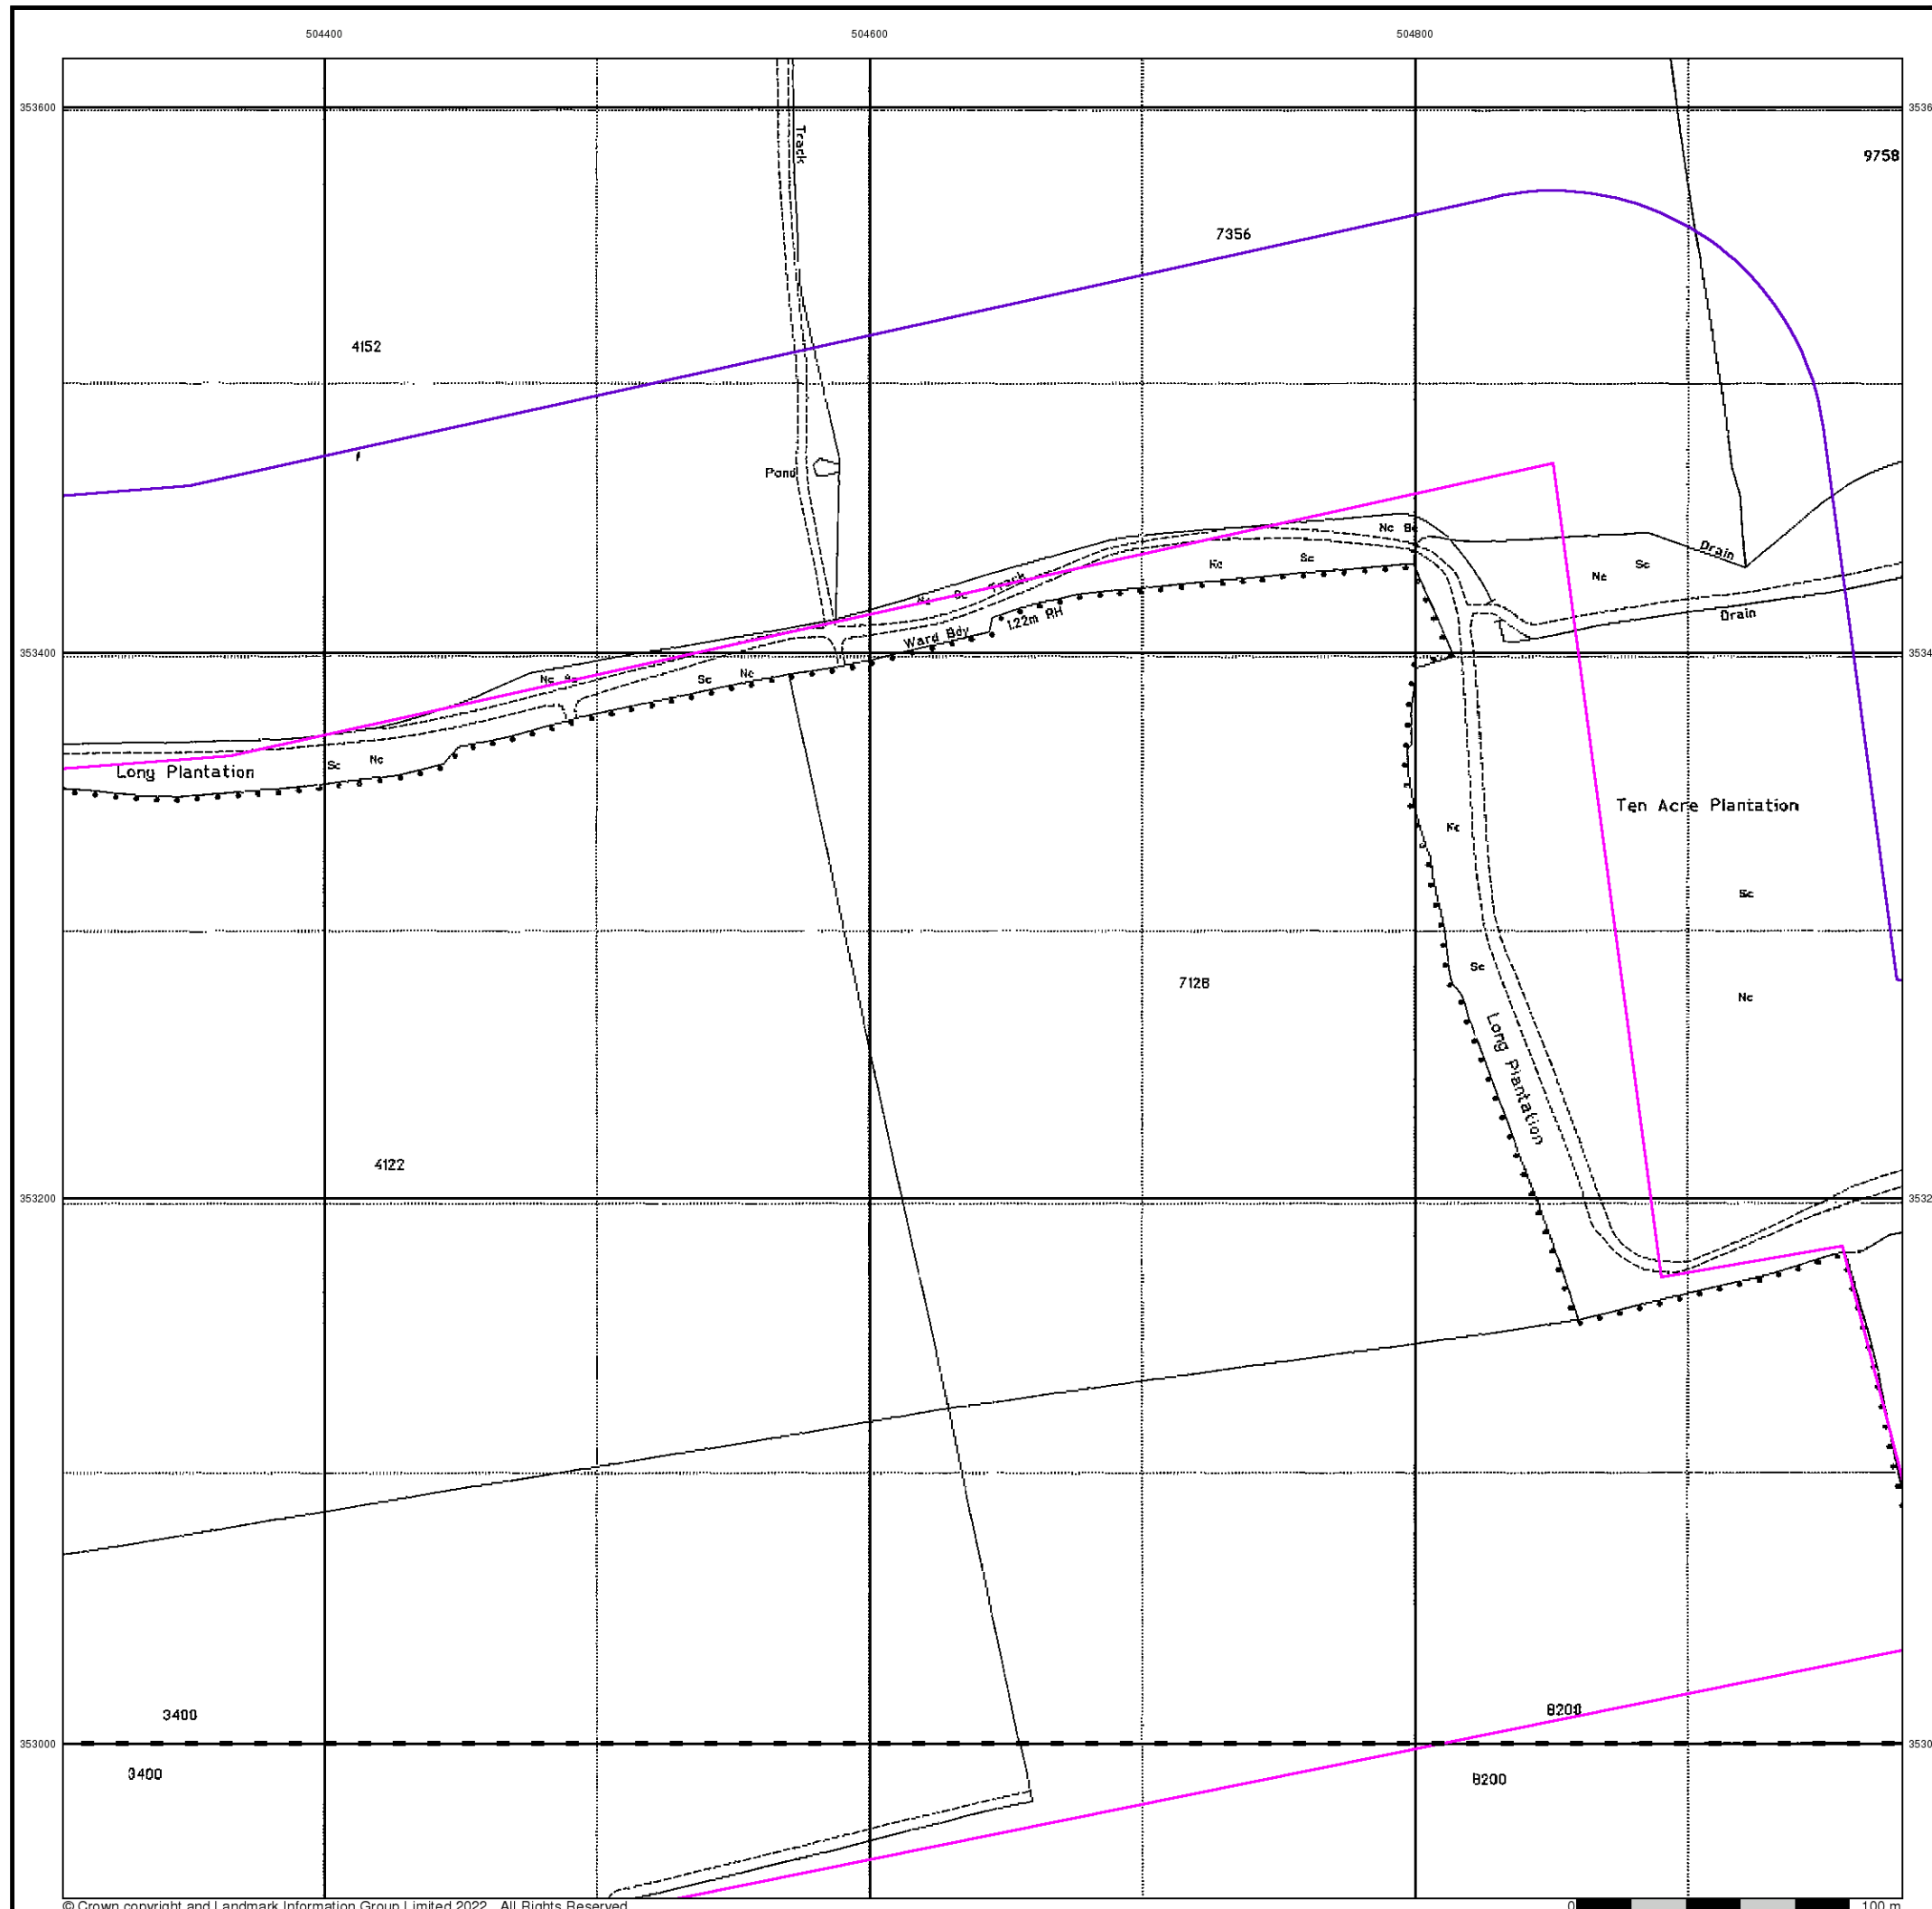 504400 504600 504800
353600
9758
Track
7356
4152
Pond
Nc
Drain
Sc
Nc
Sc
Nc
Track
Drain
1.22m RH
Ward Bdy
353400
Nc
Sc
Nc
Sc
Nc
Long Plantation
Ten Acre Plantation
Nc
Sc
Sc
7128
Nc
Long Plantation
4122
353200
3400
8200
353000
3400
8200
© Crown copyright and Landmark Information Group Limited 2022. All Rights Reserved.
0 100 m